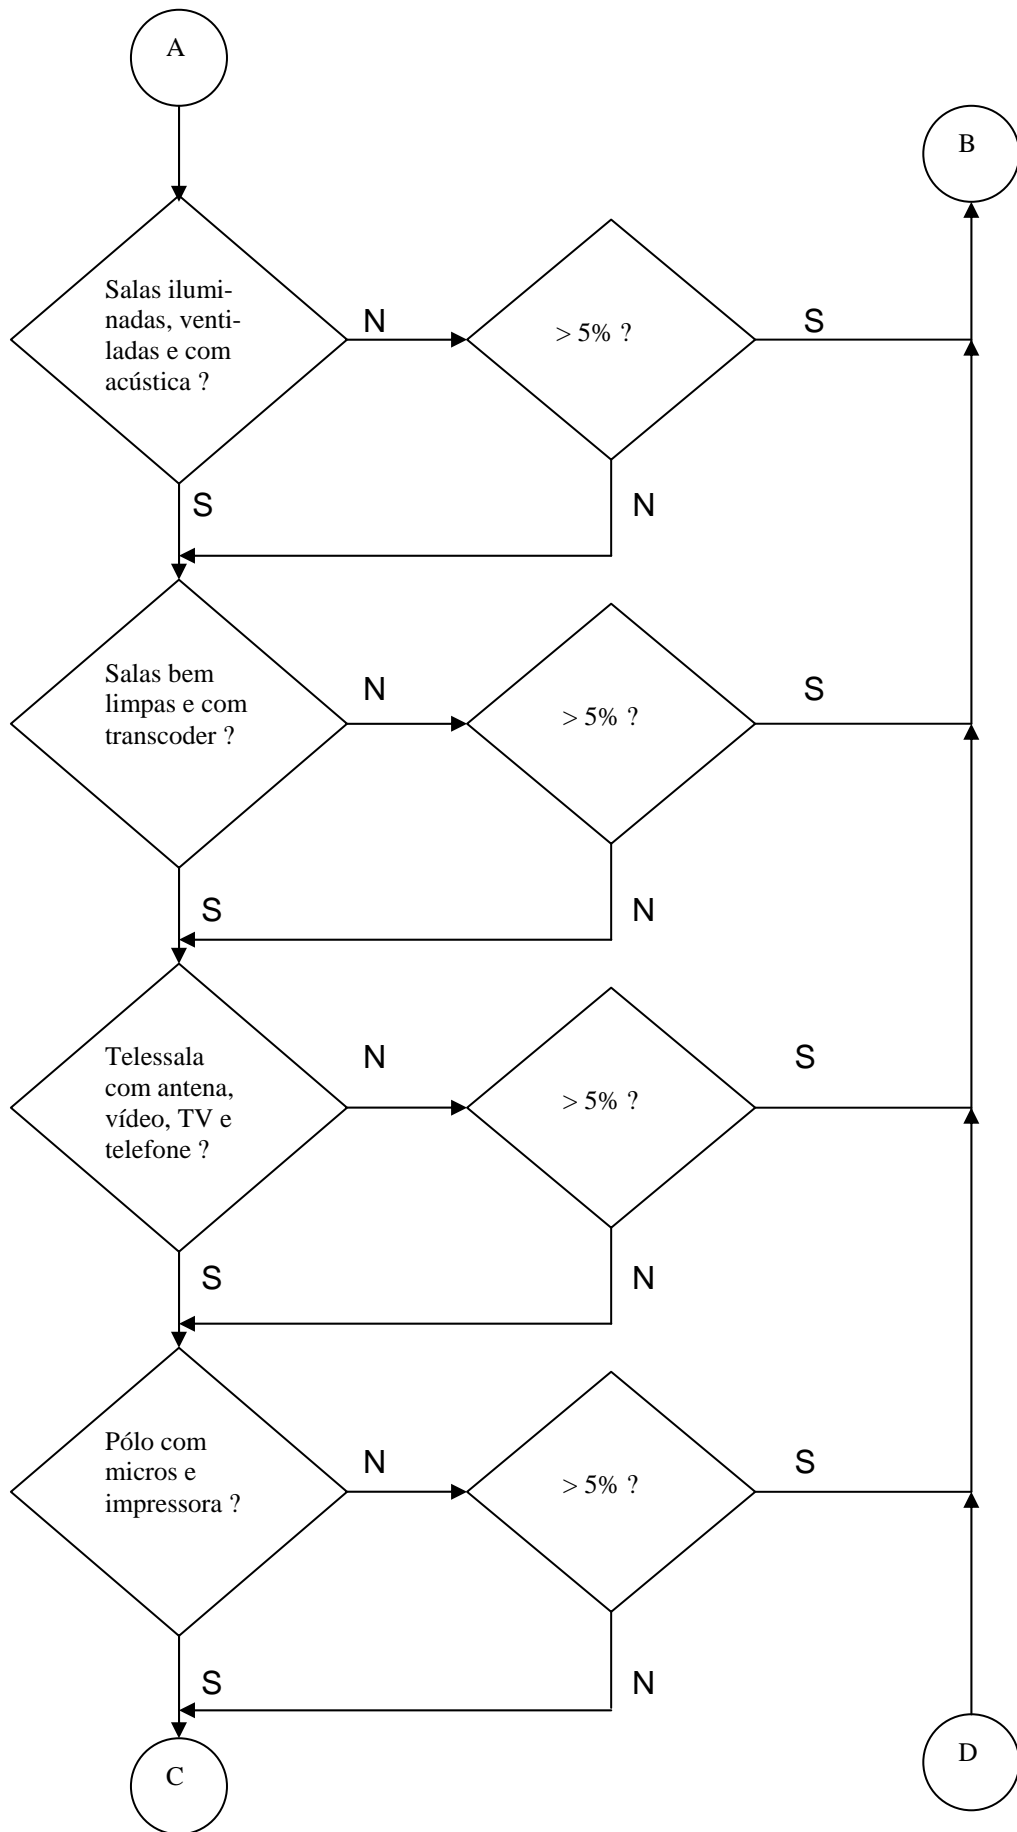 A
B
Salas ilumi-
nadas, venti-
ladas e com
acústica ?
N
> 5% ?
S
S
N
Salas bem
limpas e com
transcoder ?
N
> 5% ?
S
S
N
Telessala
com antena,
vídeo, TV e
telefone ?
N
> 5% ?
S
S
N
Pólo com
micros e
impressora ?
N
> 5% ?
S
S
N
C
D